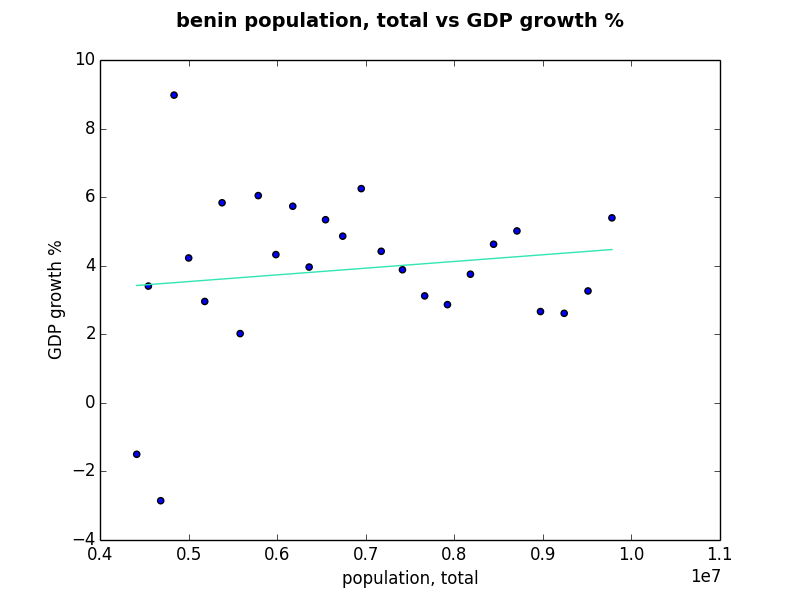 benin population, total vs GDP growth %
10
8
6
4
2
0
−2
−4
GDP growth %
0.4 0.5 0.6 0.7 0.8 0.9 1.0 1.1
1e7
population, total